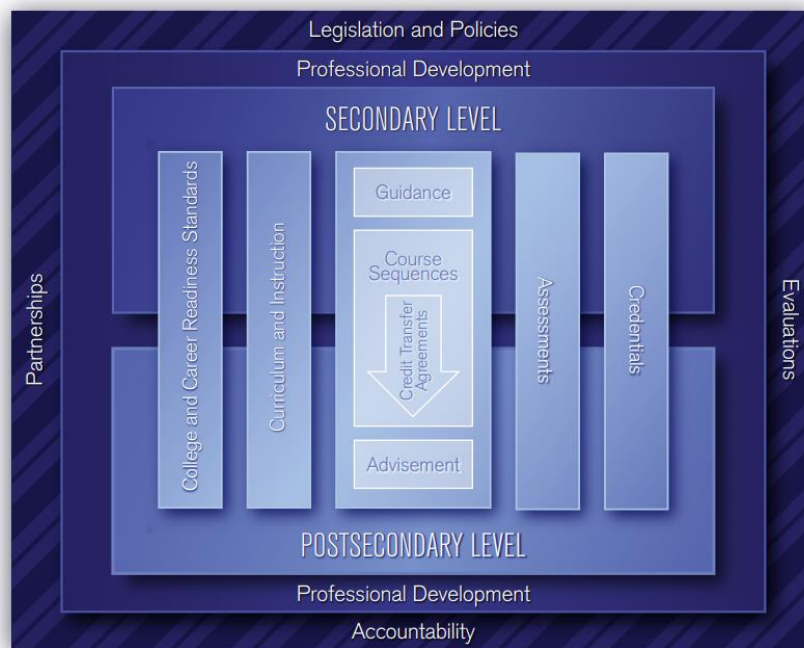 Legislation and Policies
Professional Development
SECONDARY LEVEL
Partnerships
College and Career Readiness Standards
Curriculum and Instruction
Guidance
Course
Sequences
Credit Transfer
Agreements
Advisement
Assessments
Credentials
Evaluations
POSTSECONDARY LEVEL
Professional Development
Accountability